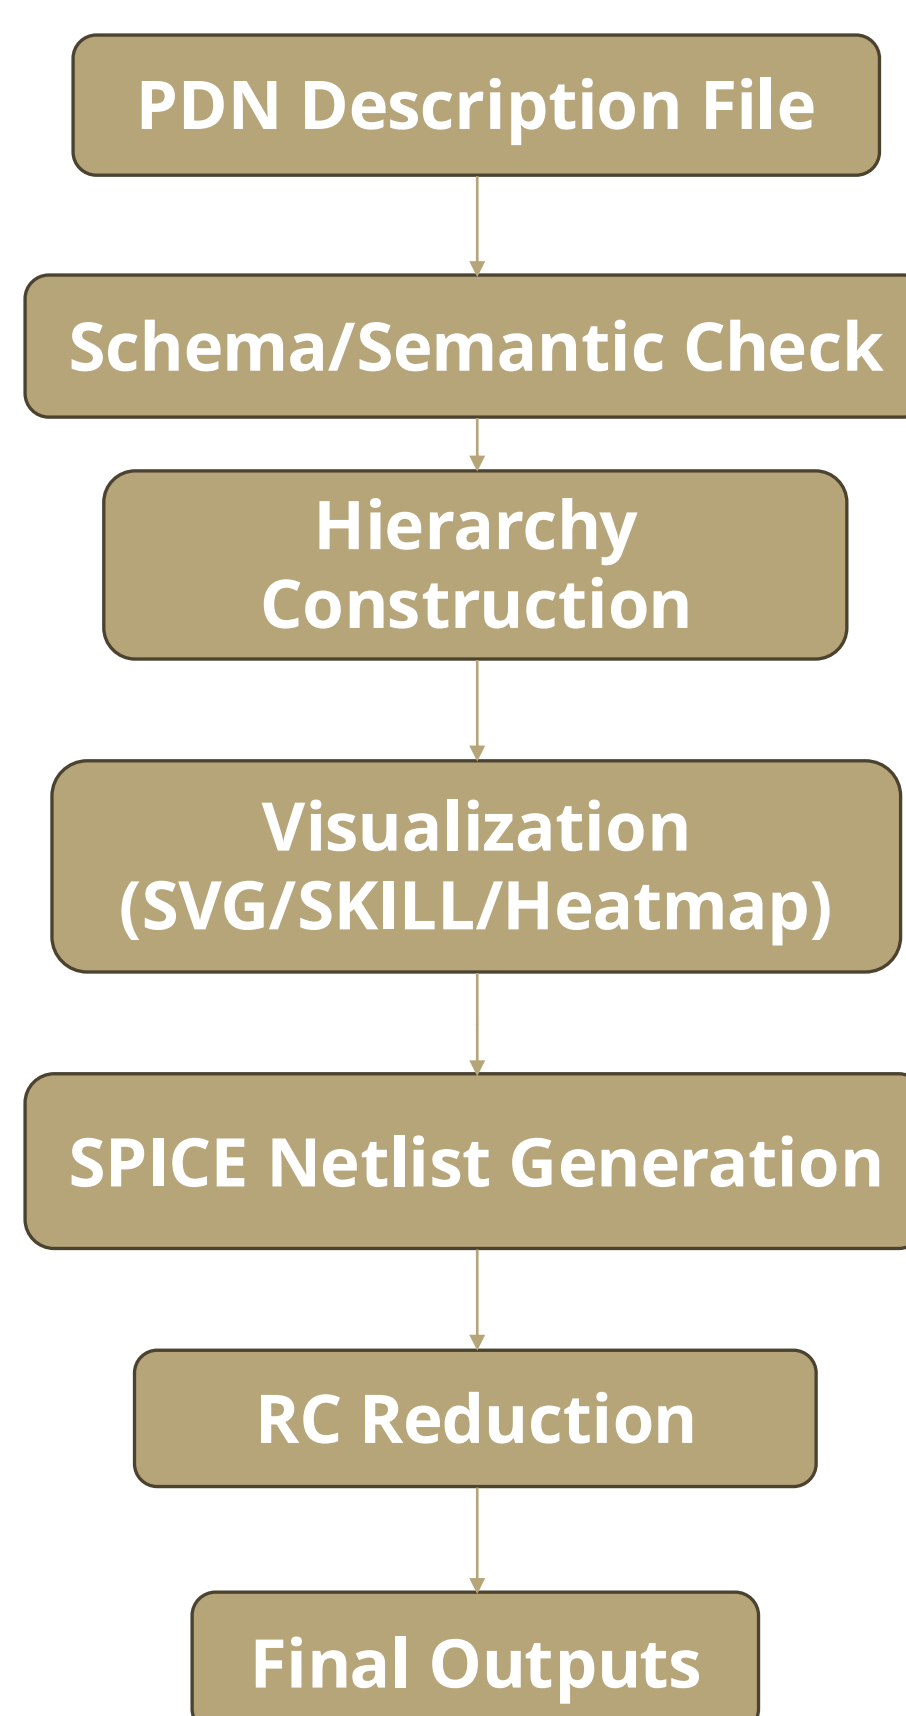 PDN Description File
Schema/Semantic Check
Hierarchy
Construction
Visualization
(SVG/SKILL/Heatmap)
SPICE Netlist Generation
RC Reduction
Final Outputs